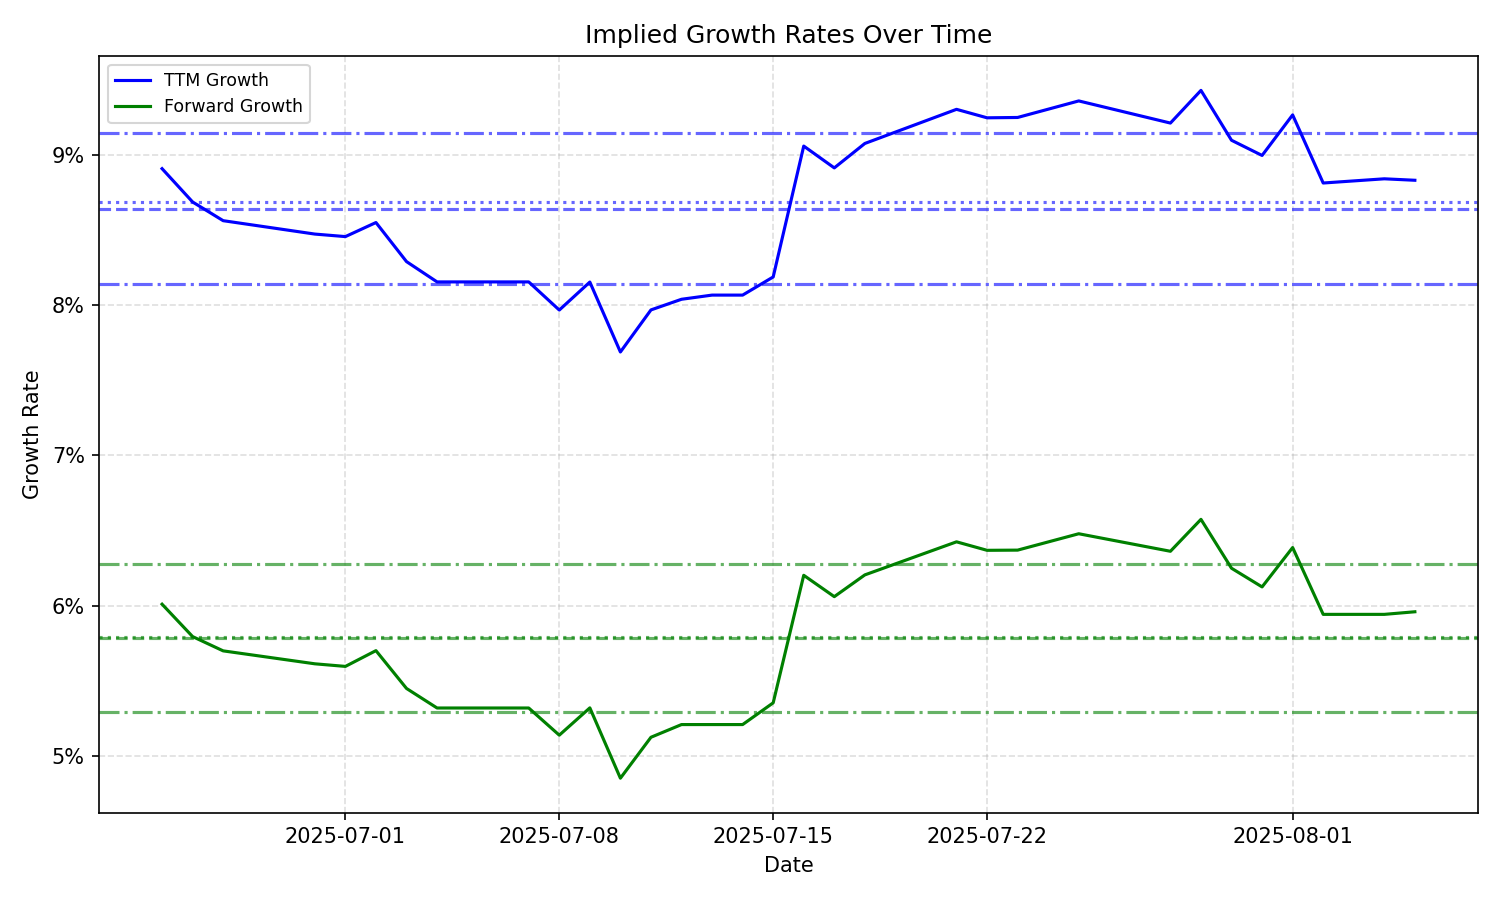 Implied Growth Rates Over Time
TTM Growth
Forward Growth
9%
8%
7%
6%
5%
Growth Rate
2025-07-01
2025-07-08
2025-07-15
2025-07-22
2025-08-01
Date